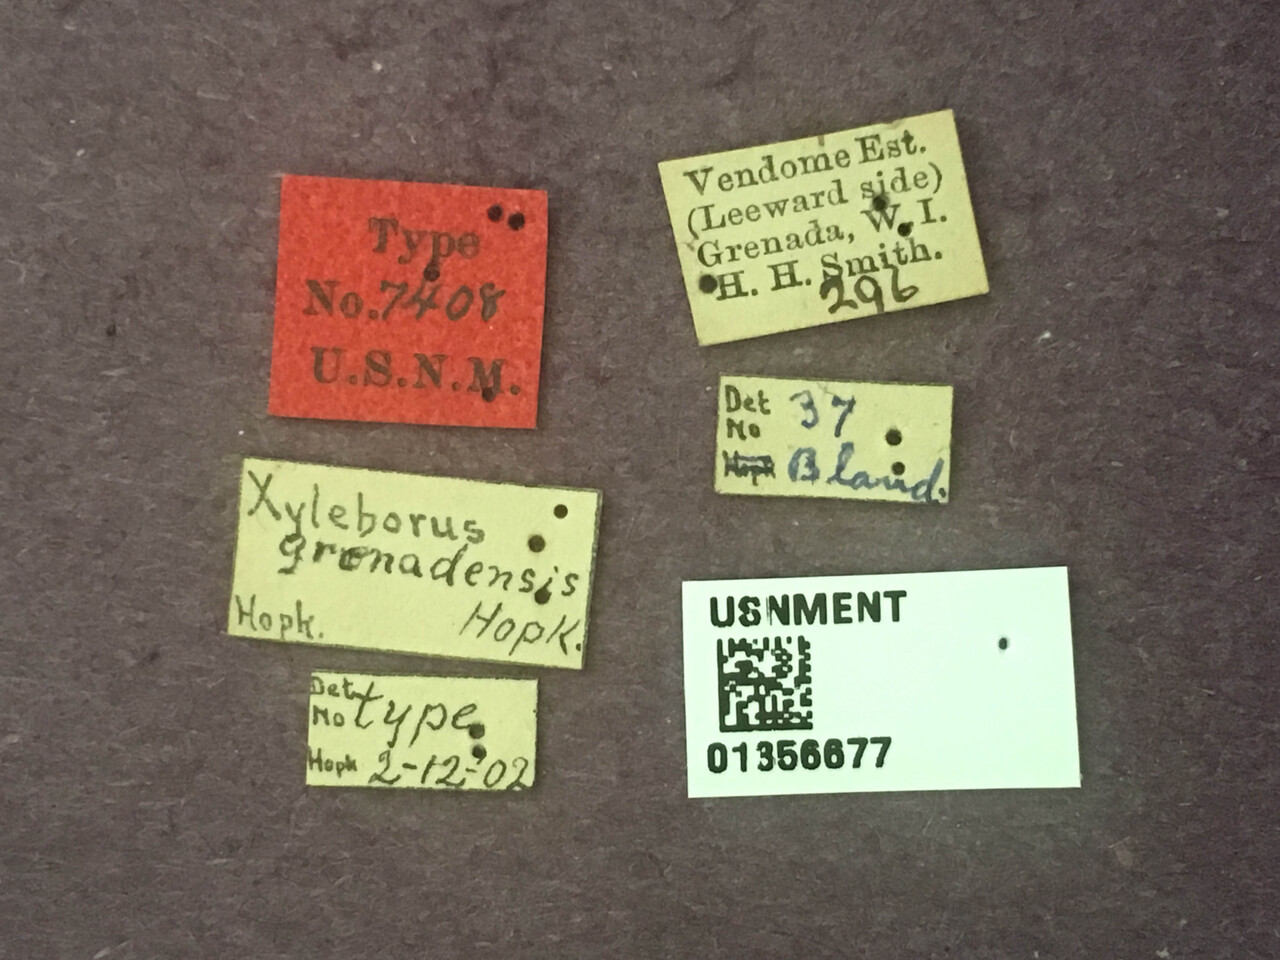 Type
No. 7408
U.S.N.M.
Vendome Est.
(Leeward side)
Grenada, W. I.
H. H. Smith.
296
Det
No 37
Hopk Bland.
Xyleborus
grenadensis
Hopk. Hopk.
Det
No type
Hopk 2-12-02
USNMENT
01356677